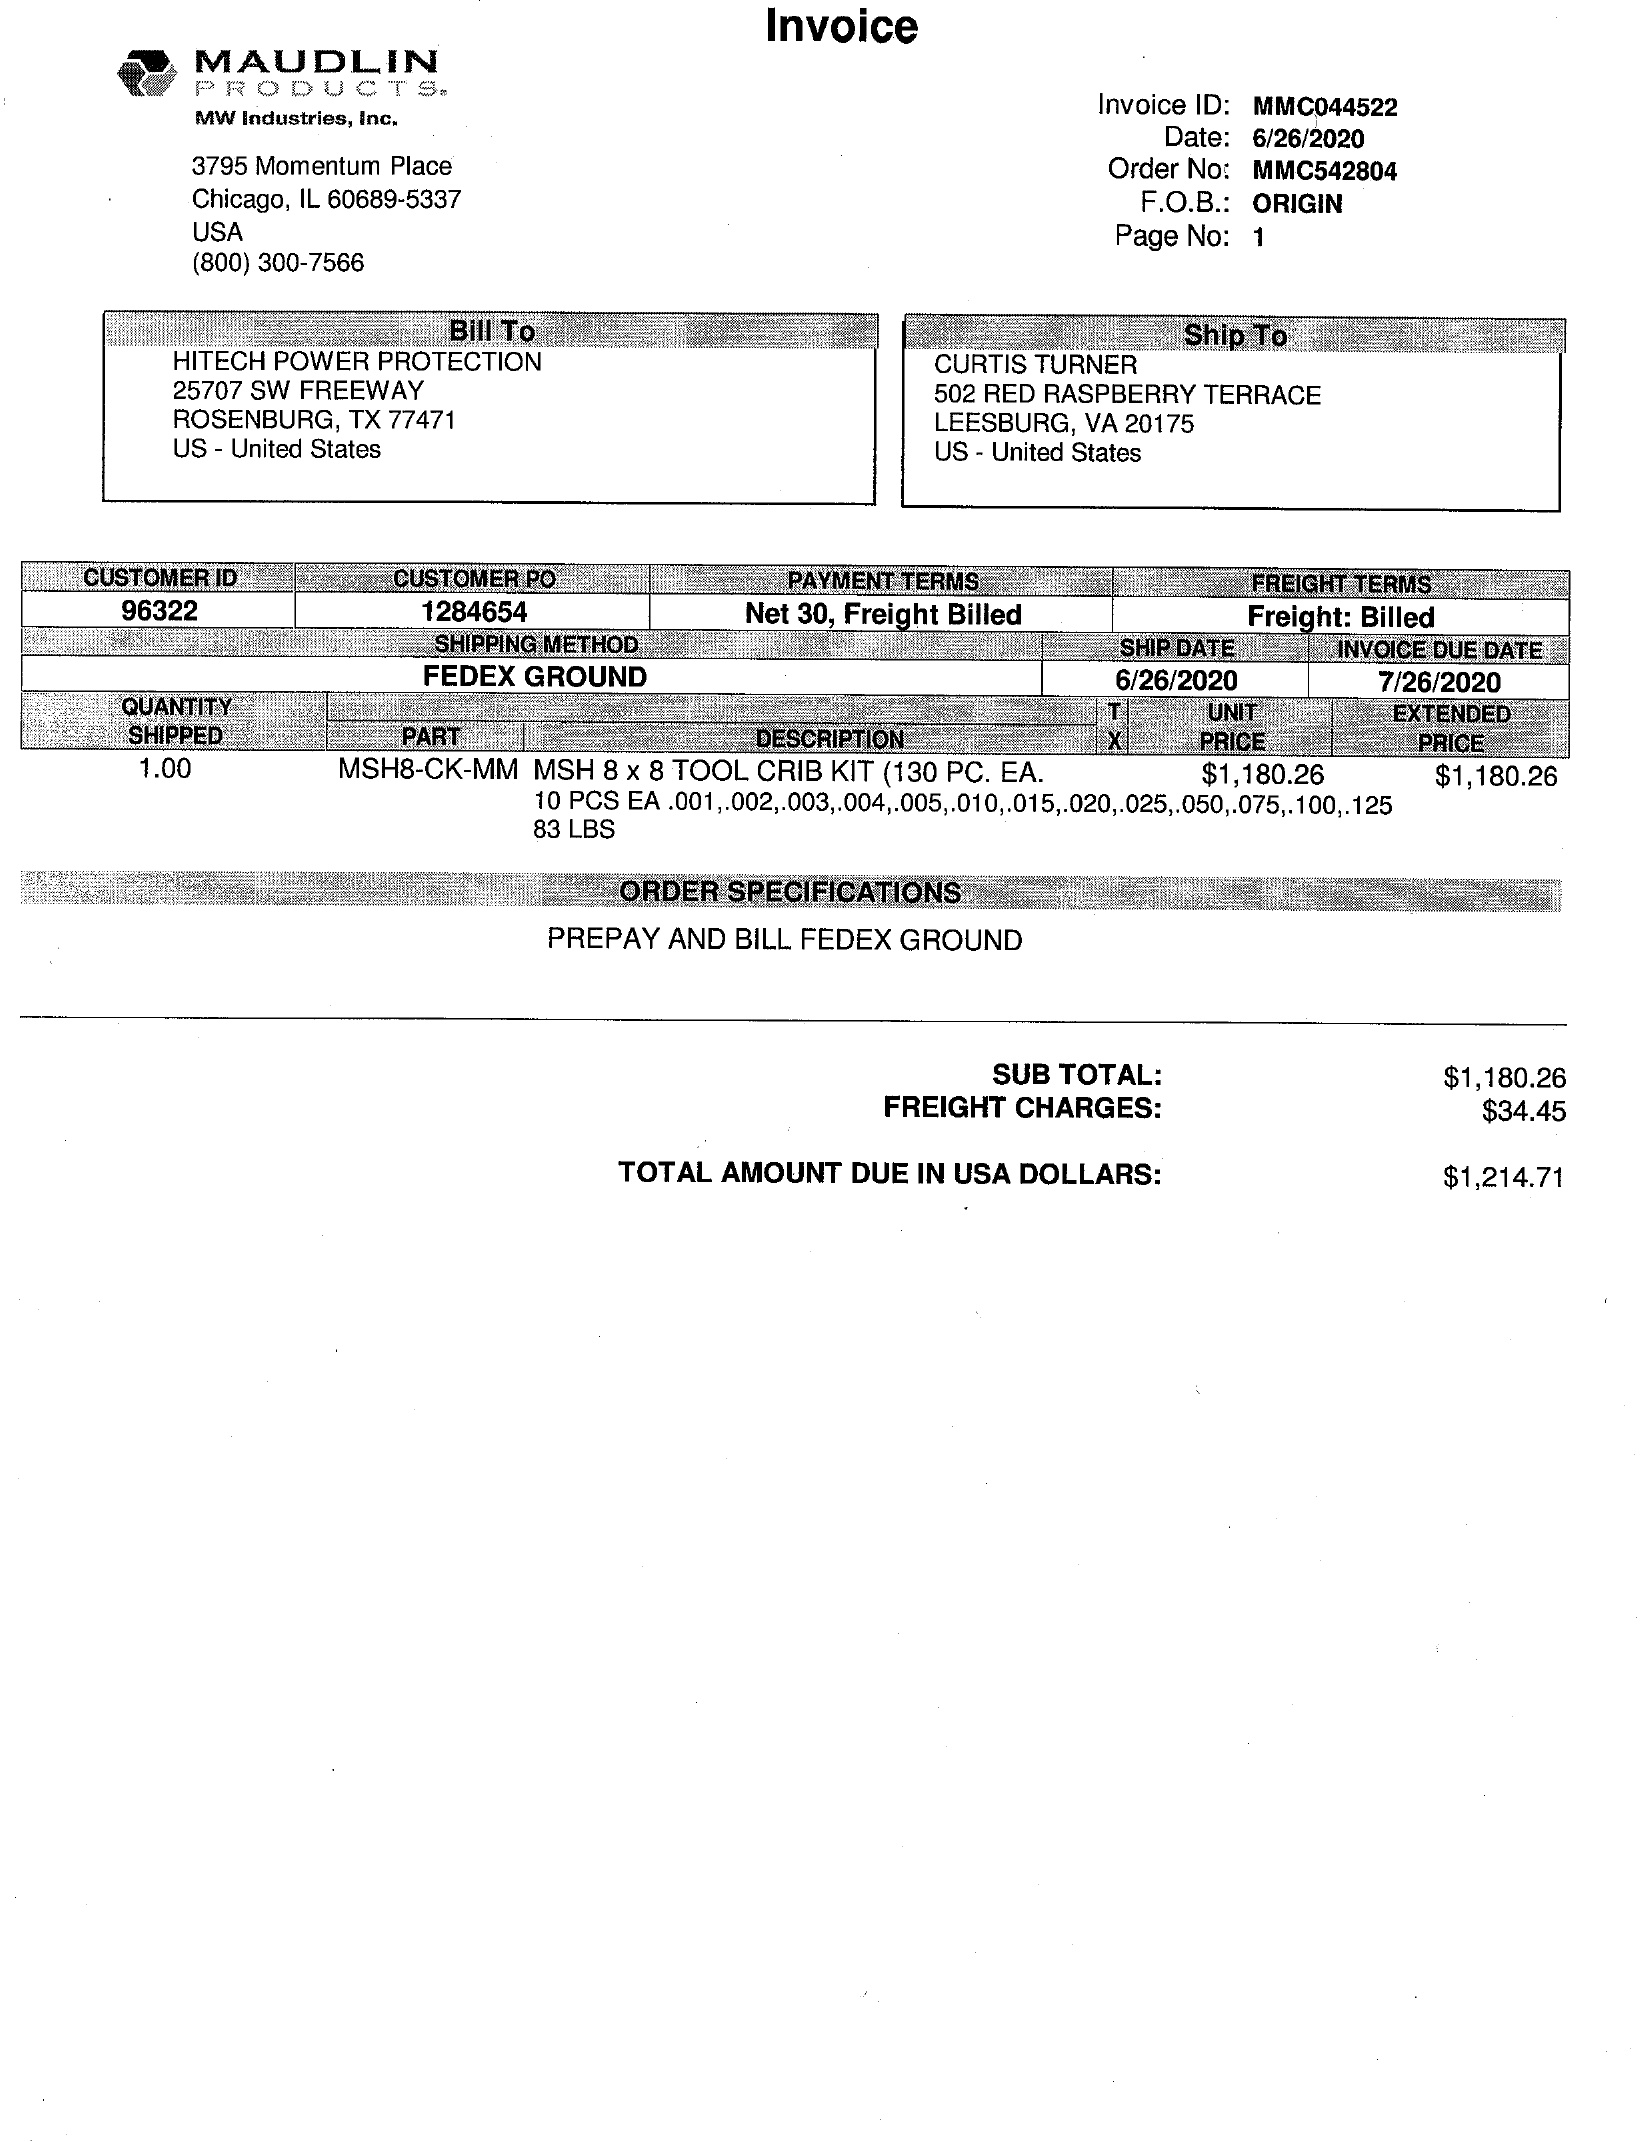 Invoice
MAUDLIN
PRODUCTS®
MW Industries, Inc.
3795 Momentum Place
Chicago, IL 60689-5337
USA
(800) 300-7566
Invoice ID: MMC044522
Date: 6/26/2020
Order No: MMC542804
F.O.B.: ORIGIN
Page No: 1
Bill To
HITECH POWER PROTECTION
25707 SW FREEWAY
ROSENBURG, TX 77471
US - United States
Ship To
CURTIS TURNER
502 RED RASPBERRY TERRACE
LEESBURG, VA 20175
US - United States
CUSTOMER ID CUSTOMER PO PAYMENT TERMS FREIGHT TERMS
96322 1284654 Net 30, Freight Billed Freight: Billed
SHIPPING METHOD SHIP DATE INVOICE DUE DATE
FEDEX GROUND 6/26/2020 7/26/2020
QUANTITY SHIPPED PART DESCRIPTION TX UNIT PRICE EXTENDED PRICE
1.00 MSH8-CK-MM MSH 8 x 8 TOOL CRIB KIT (130 PC. EA. $1,180.26 $1,180.26
10 PCS EA .001,.002,.003,.004,.005,.010,.015,.020,.025,.050,.075,.100,.125
83 LBS
ORDER SPECIFICATIONS
PREPAY AND BILL FEDEX GROUND
SUB TOTAL: $1,180.26
FREIGHT CHARGES: $34.45
TOTAL AMOUNT DUE IN USA DOLLARS: $1,214.71